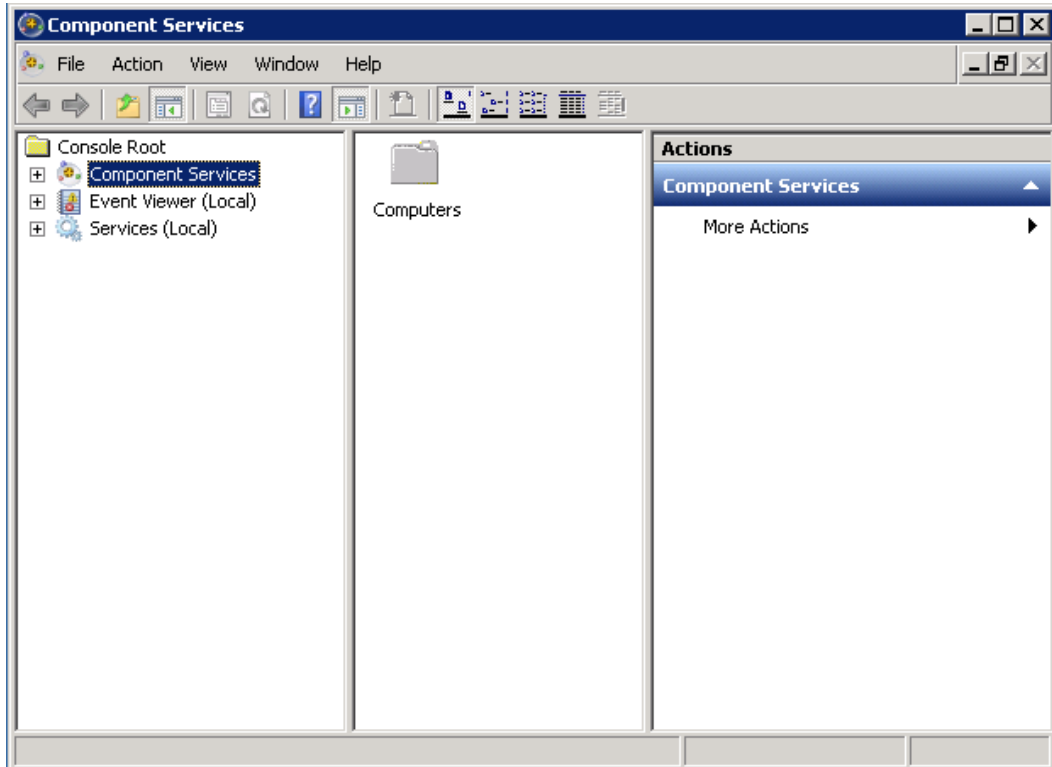 Component Services
File Action View Window Help
Console Root
Component Services
Event Viewer (Local)
Services (Local)
Computers
Actions
Component Services
More Actions